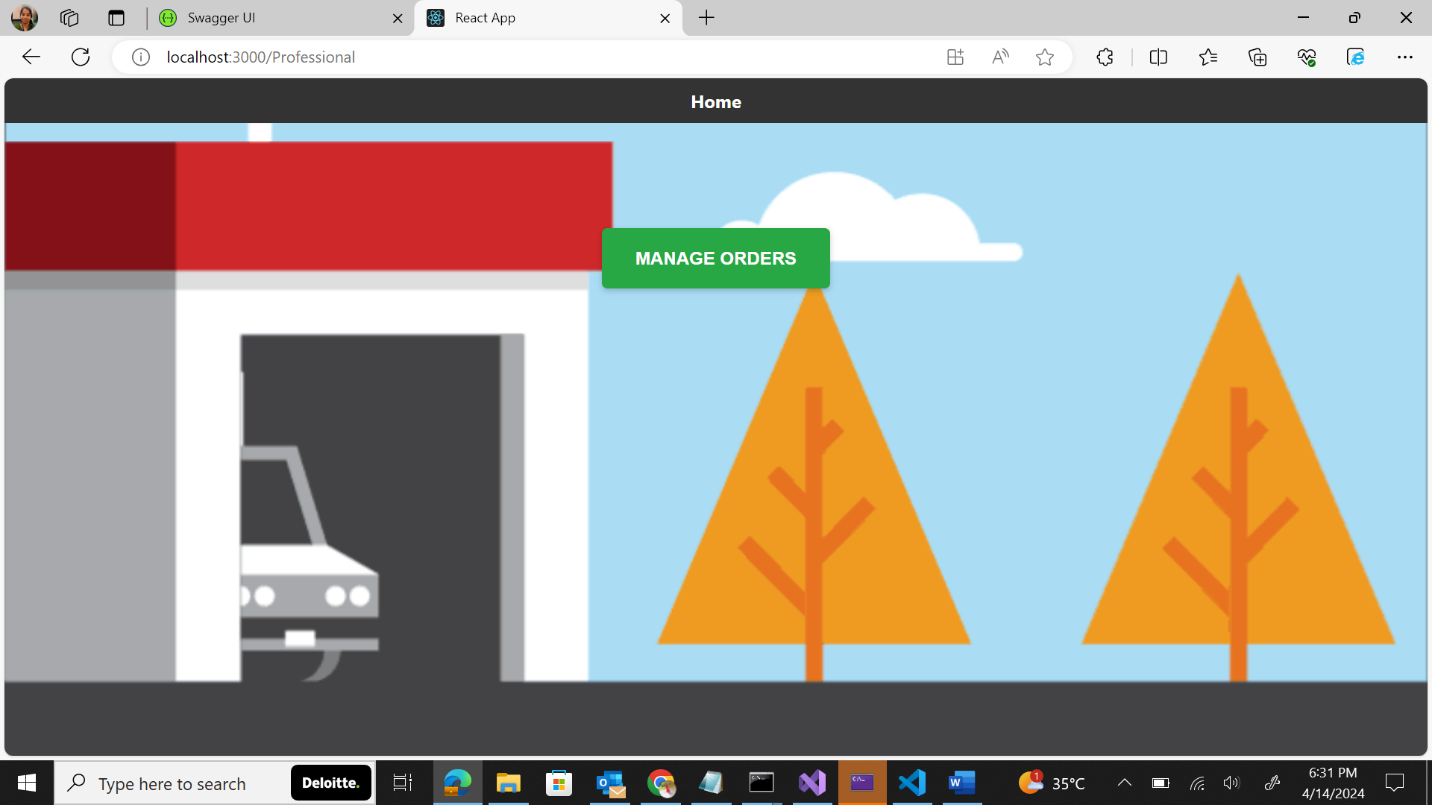 Swagger UI
React App
localhost:3000/Professional
Home
MANAGE ORDERS
Type here to search
Deloitte.
1
35°C
6:31 PM
4/14/2024